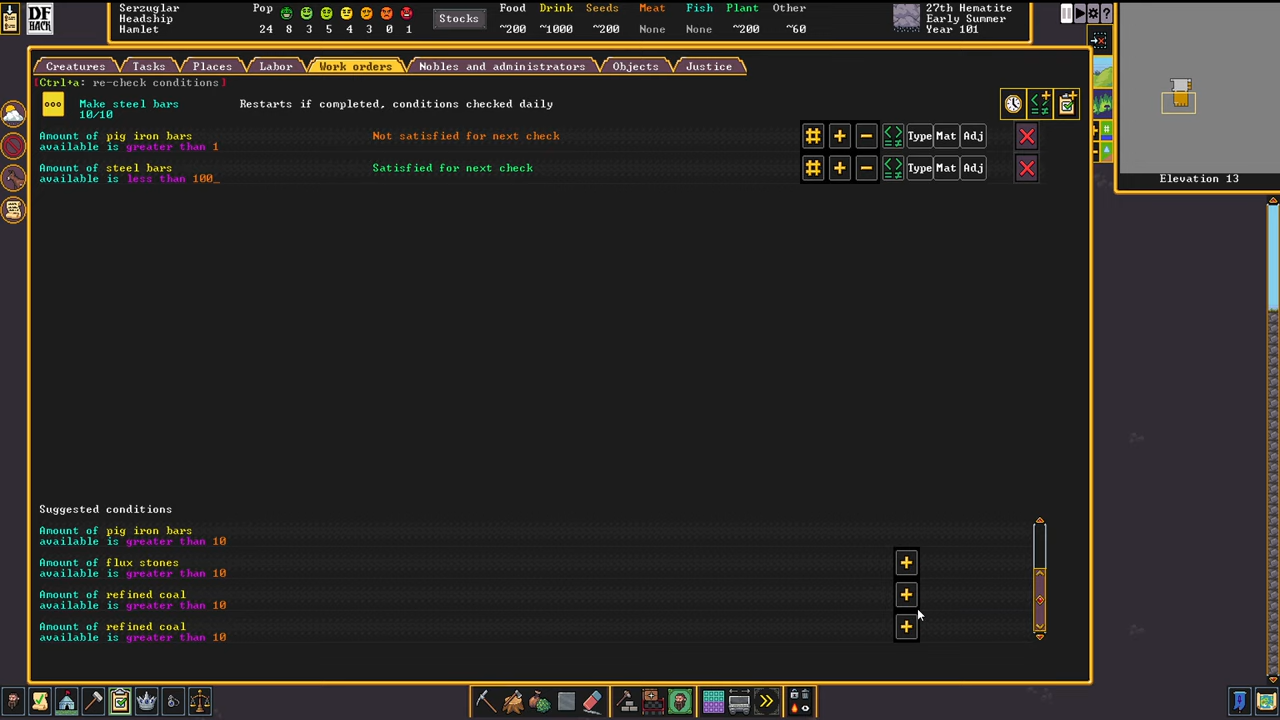 Serzuglar
Headship
Hamlet
DF
HACK
Pop
24 8 3 5 4 3 0 1
Stocks
Food Drink Seeds Meat Fish Plant Other
~200 ~1000 ~200 None None ~200 ~60
27th Hematite
Early Summer
Year 101
Creatures Tasks Places Labor Work orders Nobles and administrators Objects Justice
[Ctrl+a: re-check conditions]
Make steel bars Restarts if completed, conditions checked daily
10/10
Amount of pig iron bars Not satisfied for next check
available is greater than 1
Type Mat Adj
Amount of steel bars Satisfied for next check
available is less than 100_
Type Mat Adj
Elevation 13
Suggested conditions
Amount of pig iron bars
available is greater than 10
Amount of flux stones
available is greater than 10
Amount of refined coal
available is greater than 10
Amount of refined coal
available is greater than 10